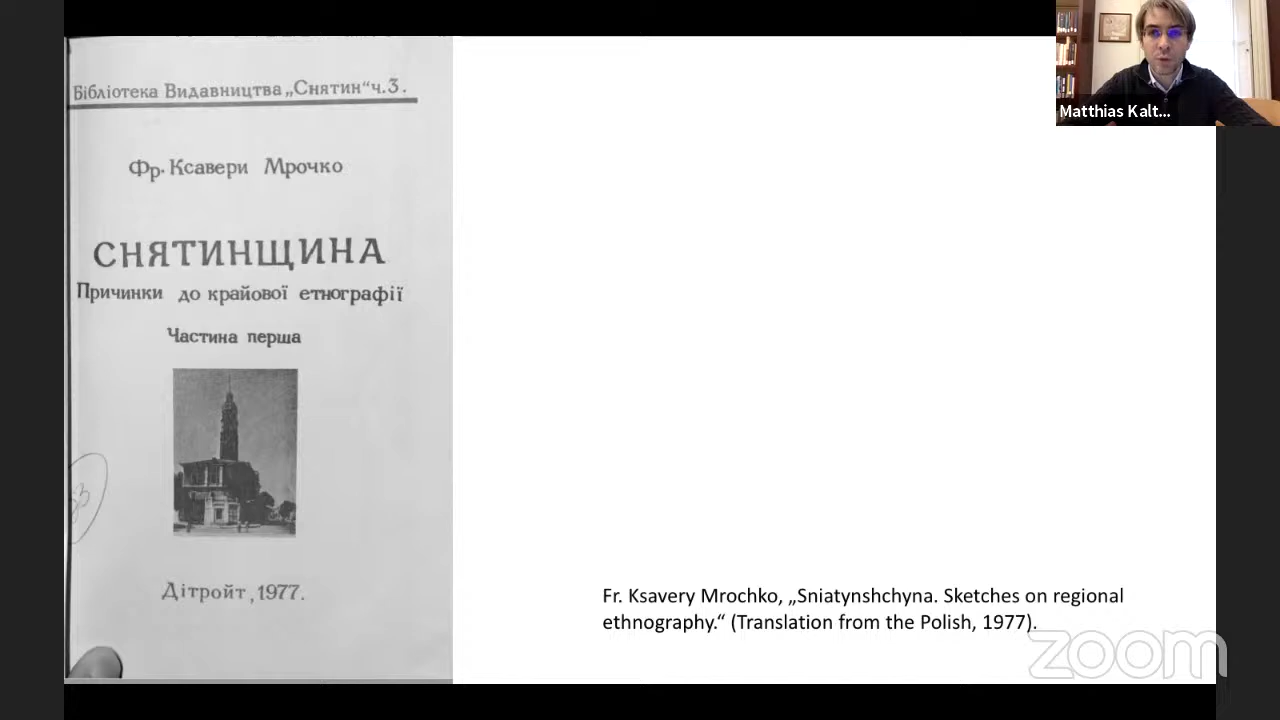 Бібліотека Видавництва „Снятин“ ч.3.
Фр. Ксавери Мрочко
СНЯТИНЩИНА
Причинки до крайової етнографії
Частина перша
Дітройт, 1977.
Fr. Ksavery Mrochko, „Sniatynshchyna. Sketches on regional
ethnography.“ (Translation from the Polish, 1977).
Matthias Kalt...
zoom